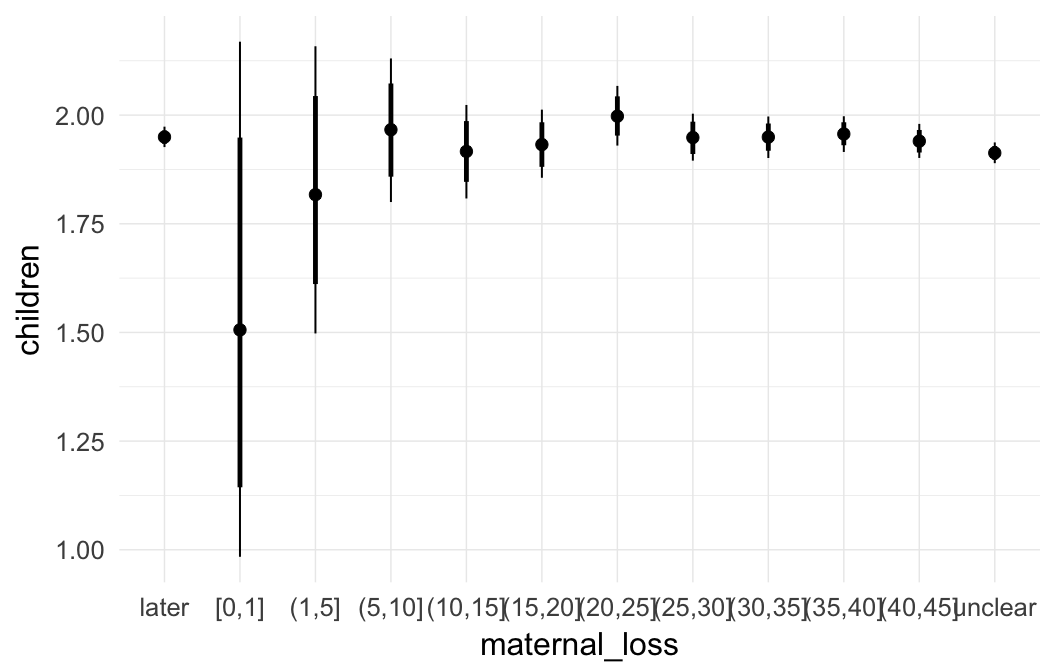 2.00
1.75
1.50
1.25
1.00
children
later [0,1] (1,5] (5,10] (10,15] (15,20] (20,25] (25,30] (30,35] (35,40] (40,45] unclear
maternal_loss